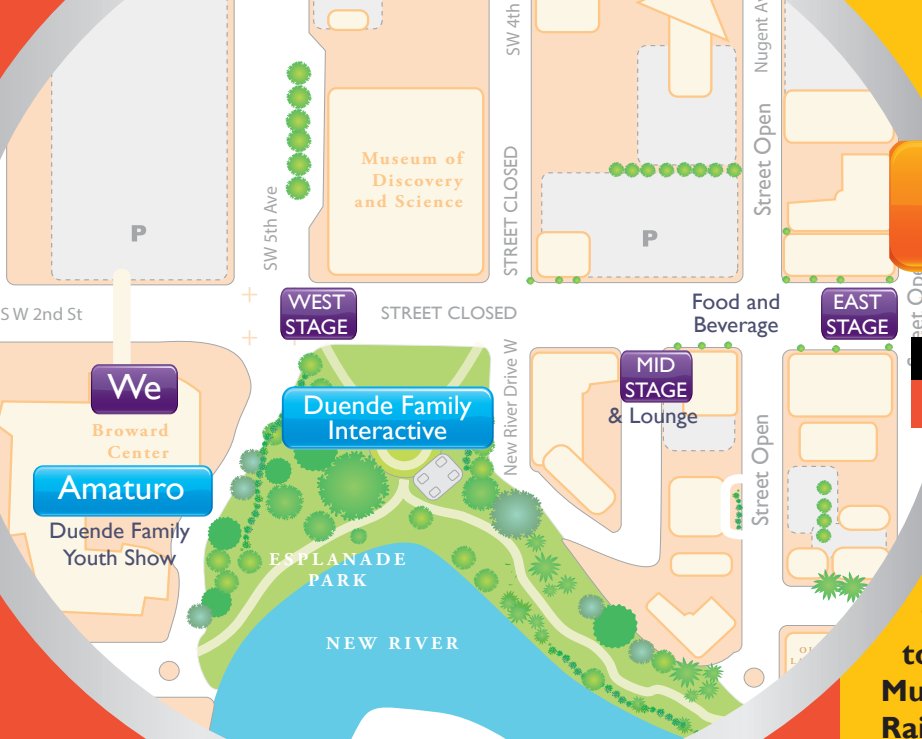 SW 4th
Nugent Av
Museum of
Discovery
and Science
STREET CLOSED
Street Open
SW 5th Ave
P
P
SW 2nd St
WEST
STAGE
STREET CLOSED
Food and
Beverage
EAST
STAGE
We
MID
STAGE
& Lounge
New River Drive W
Duende Family
Interactive
Broward
Center
Street Open
Amaturo
Duende Family
Youth Show
ESPLANADE
PARK
NEW RIVER
to
Mu
Rai